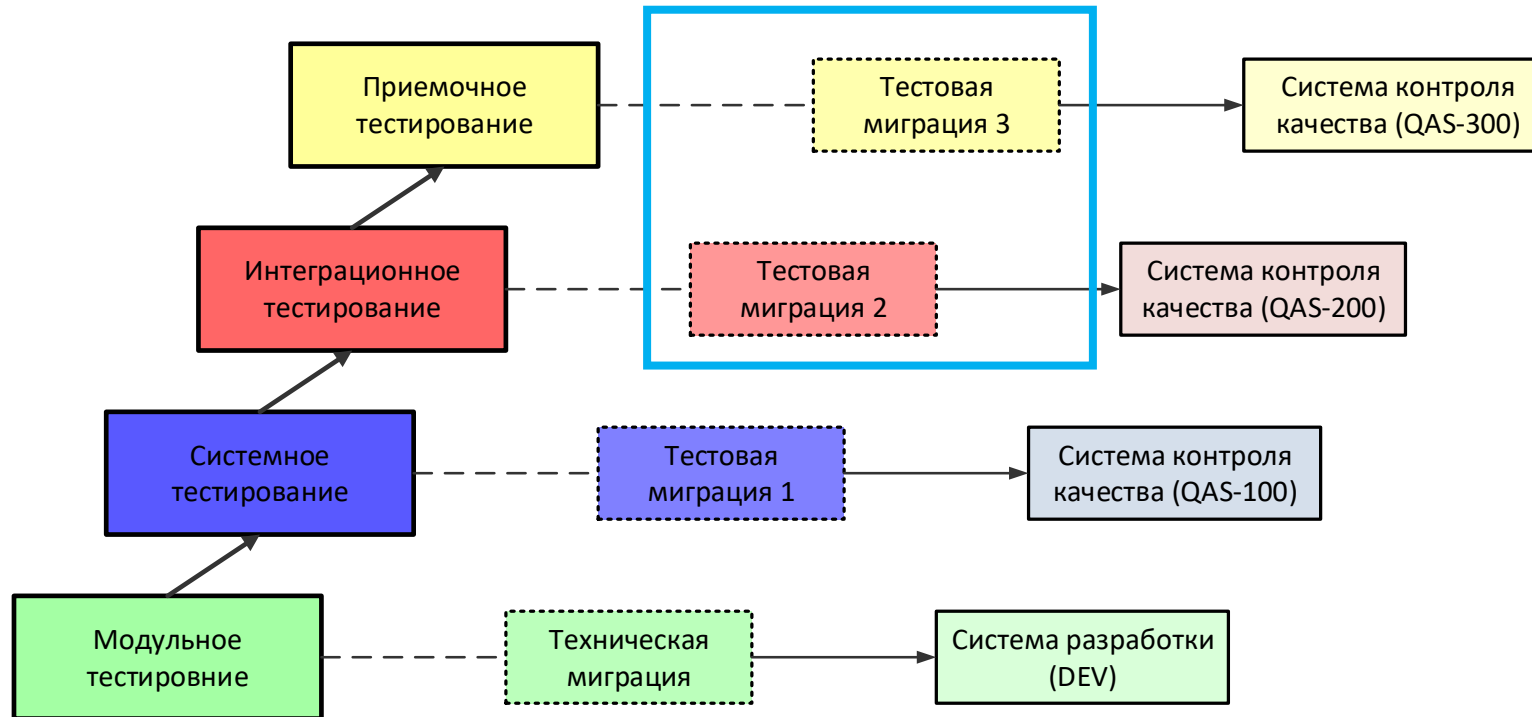 Приемочное
тестирование
Тестовая
миграция 3
Система контроля
качества (QAS-300)
Интеграционное
тестирование
Тестовая
миграция 2
Система контроля
качества (QAS-200)
Системное
тестирование
Тестовая
миграция 1
Система контроля
качества (QAS-100)
Модульное
тестировние
Техническая
миграция
Система разработки
(DEV)